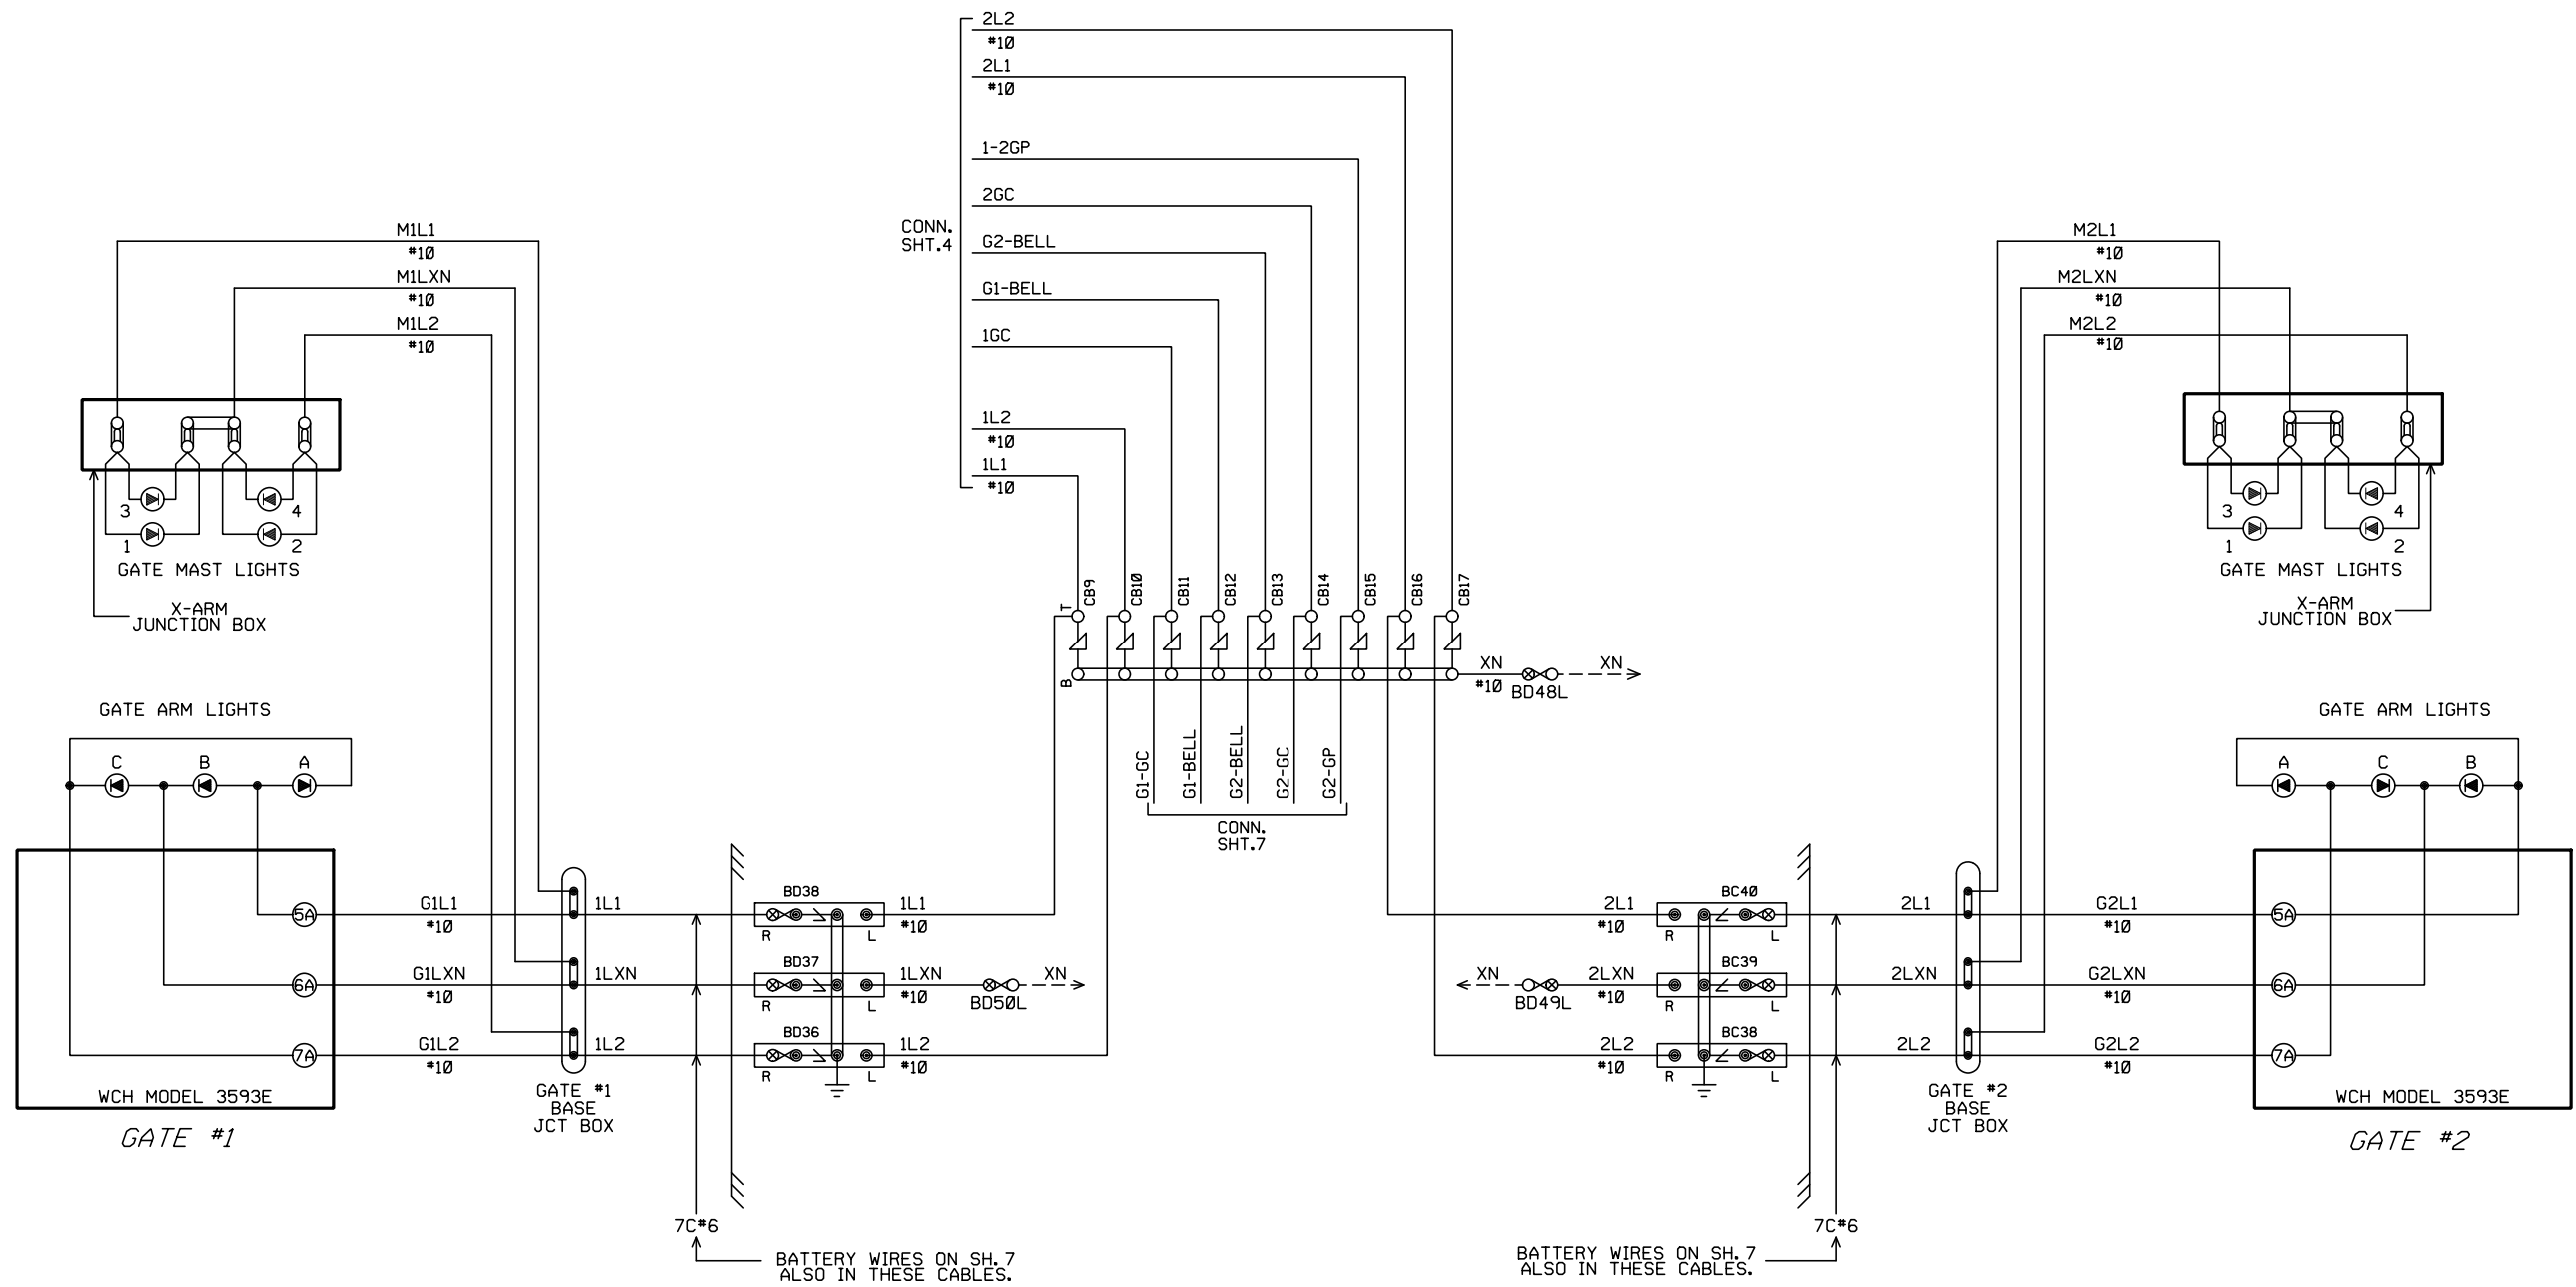 2L2
#10
2L1
#10
1-2GP
2GC
CONN.
SHT.4
G2-BELL
G1-BELL
1GC
1L2
#10
1L1
#10
M1L1
#10
M1LXN
#10
M1L2
#10
3
4
1
2
GATE MAST LIGHTS
X-ARM
JUNCTION BOX
M2L1
#10
M2LXN
#10
M2L2
#10
3
4
1
2
GATE MAST LIGHTS
X-ARM
JUNCTION BOX
T
CB9
CB10
CB11
CB12
CB13
CB14
CB15
CB16
CB17
B
XN
#10
BD48L
XN
G1-GC
G1-BELL
G2-BELL
G2-GC
G2-GP
CONN.
SHT.7
GATE ARM LIGHTS
C
B
A
5A
6A
7A
WCH MODEL 3593E
GATE #1
G1L1
#10
G1LXN
#10
G1L2
#10
GATE #1
BASE
JCT BOX
1L1
1LXN
1L2
BD38
R
L
BD37
R
L
BD36
R
L
1L1
#10
1LXN
#10
BD50L
XN
1L2
#10
7C#6
BATTERY WIRES ON SH.7
ALSO IN THESE CABLES.
2L1
#10
XN
BD49L
2LXN
#10
2L2
#10
BC40
R
L
BC39
R
L
BC38
R
L
2L1
2LXN
2L2
7C#6
BATTERY WIRES ON SH.7
ALSO IN THESE CABLES.
GATE #2
BASE
JCT BOX
G2L1
#10
G2LXN
#10
G2L2
#10
GATE ARM LIGHTS
A
C
B
5A
6A
7A
WCH MODEL 3593E
GATE #2